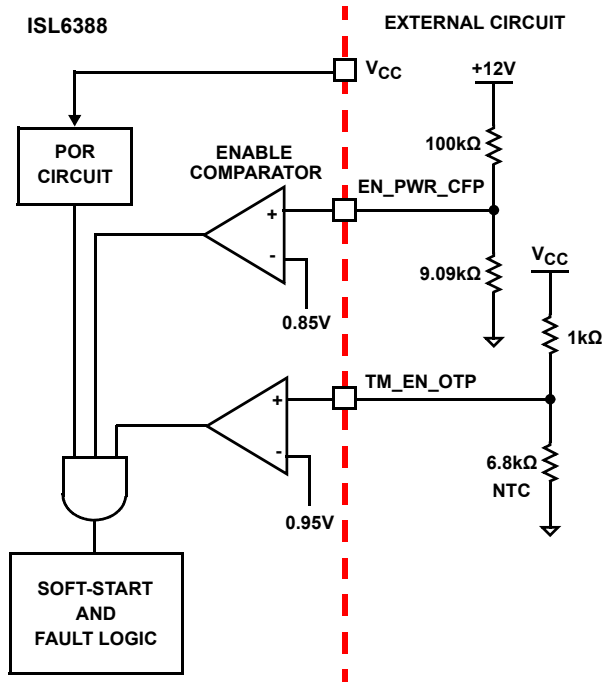 ISL6388
EXTERNAL CIRCUIT
VCC
+12V
POR
CIRCUIT
ENABLE
COMPARATOR
100kΩ
EN_PWR_CFP
+
-
0.85V
9.09kΩ
VCC
1kΩ
TM_EN_OTP
+
-
0.95V
6.8kΩ
NTC
SOFT-START
AND
FAULT LOGIC